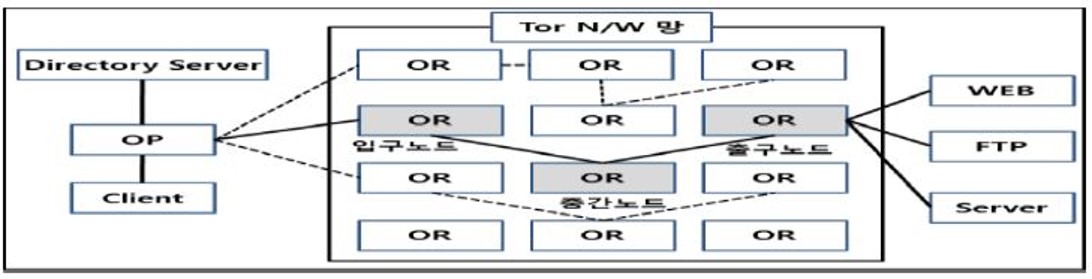 Tor N/W 망
Directory Server
OP
Client
OR
OR
OR
OR
OR
OR
입구노드
출구노드
OR
OR
OR
중간노드
OR
OR
OR
WEB
FTP
Server